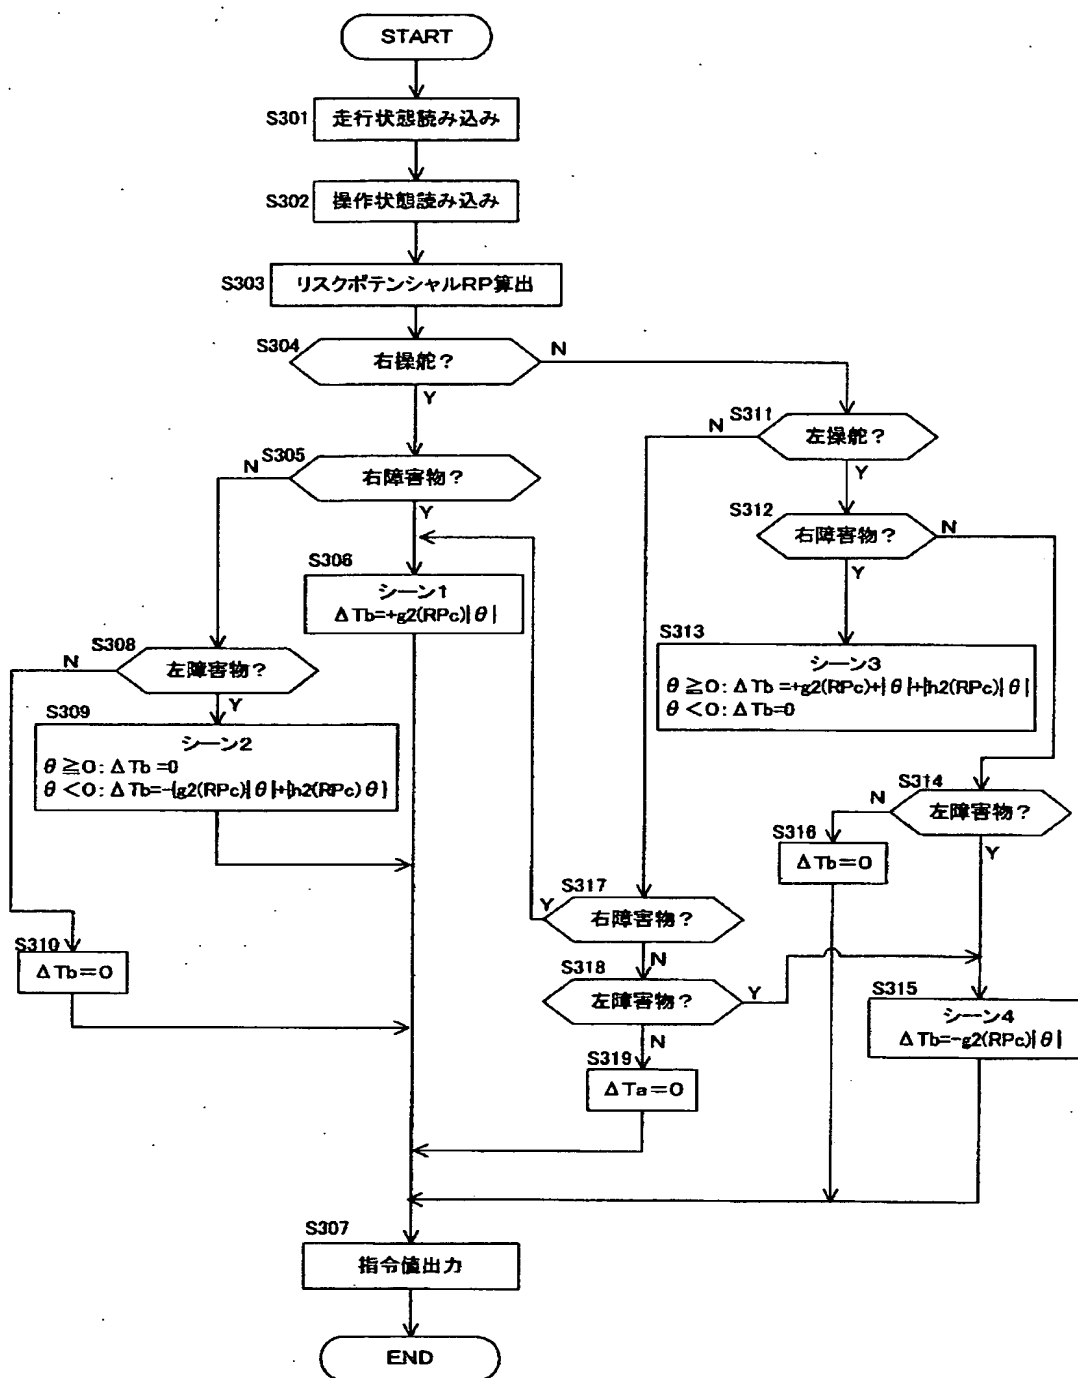 START
S301
走行状態読み込み
S302
操作状態読み込み
S303
リスクポテンシャルRP算出
S304
右操舵?
N
Y
S311
左操舵?
N
Y
S305
右障害物?
N
Y
S312
右障害物?
N
Y
S306
シーン1
ΔTb=+g2(RPc)|θ|
S308
左障害物?
N
Y
S313
シーン3
θ≧0:ΔTb=+g2(RPc)+|θ|+|h2(RPc)|θ|
θ<0:ΔTb=0
S309
シーン2
θ≧0:ΔTb=0
θ<0:ΔTb=-{g2(RPc)|θ|+|h2(RPc)θ}
S314
左障害物?
N
Y
S316
ΔTb=0
S317
右障害物?
Y
N
S310
ΔTb=0
S318
左障害物?
Y
N
S315
シーン4
ΔTb=-g2(RPc)|θ|
S319
ΔTa=0
S307
指令値出力
END